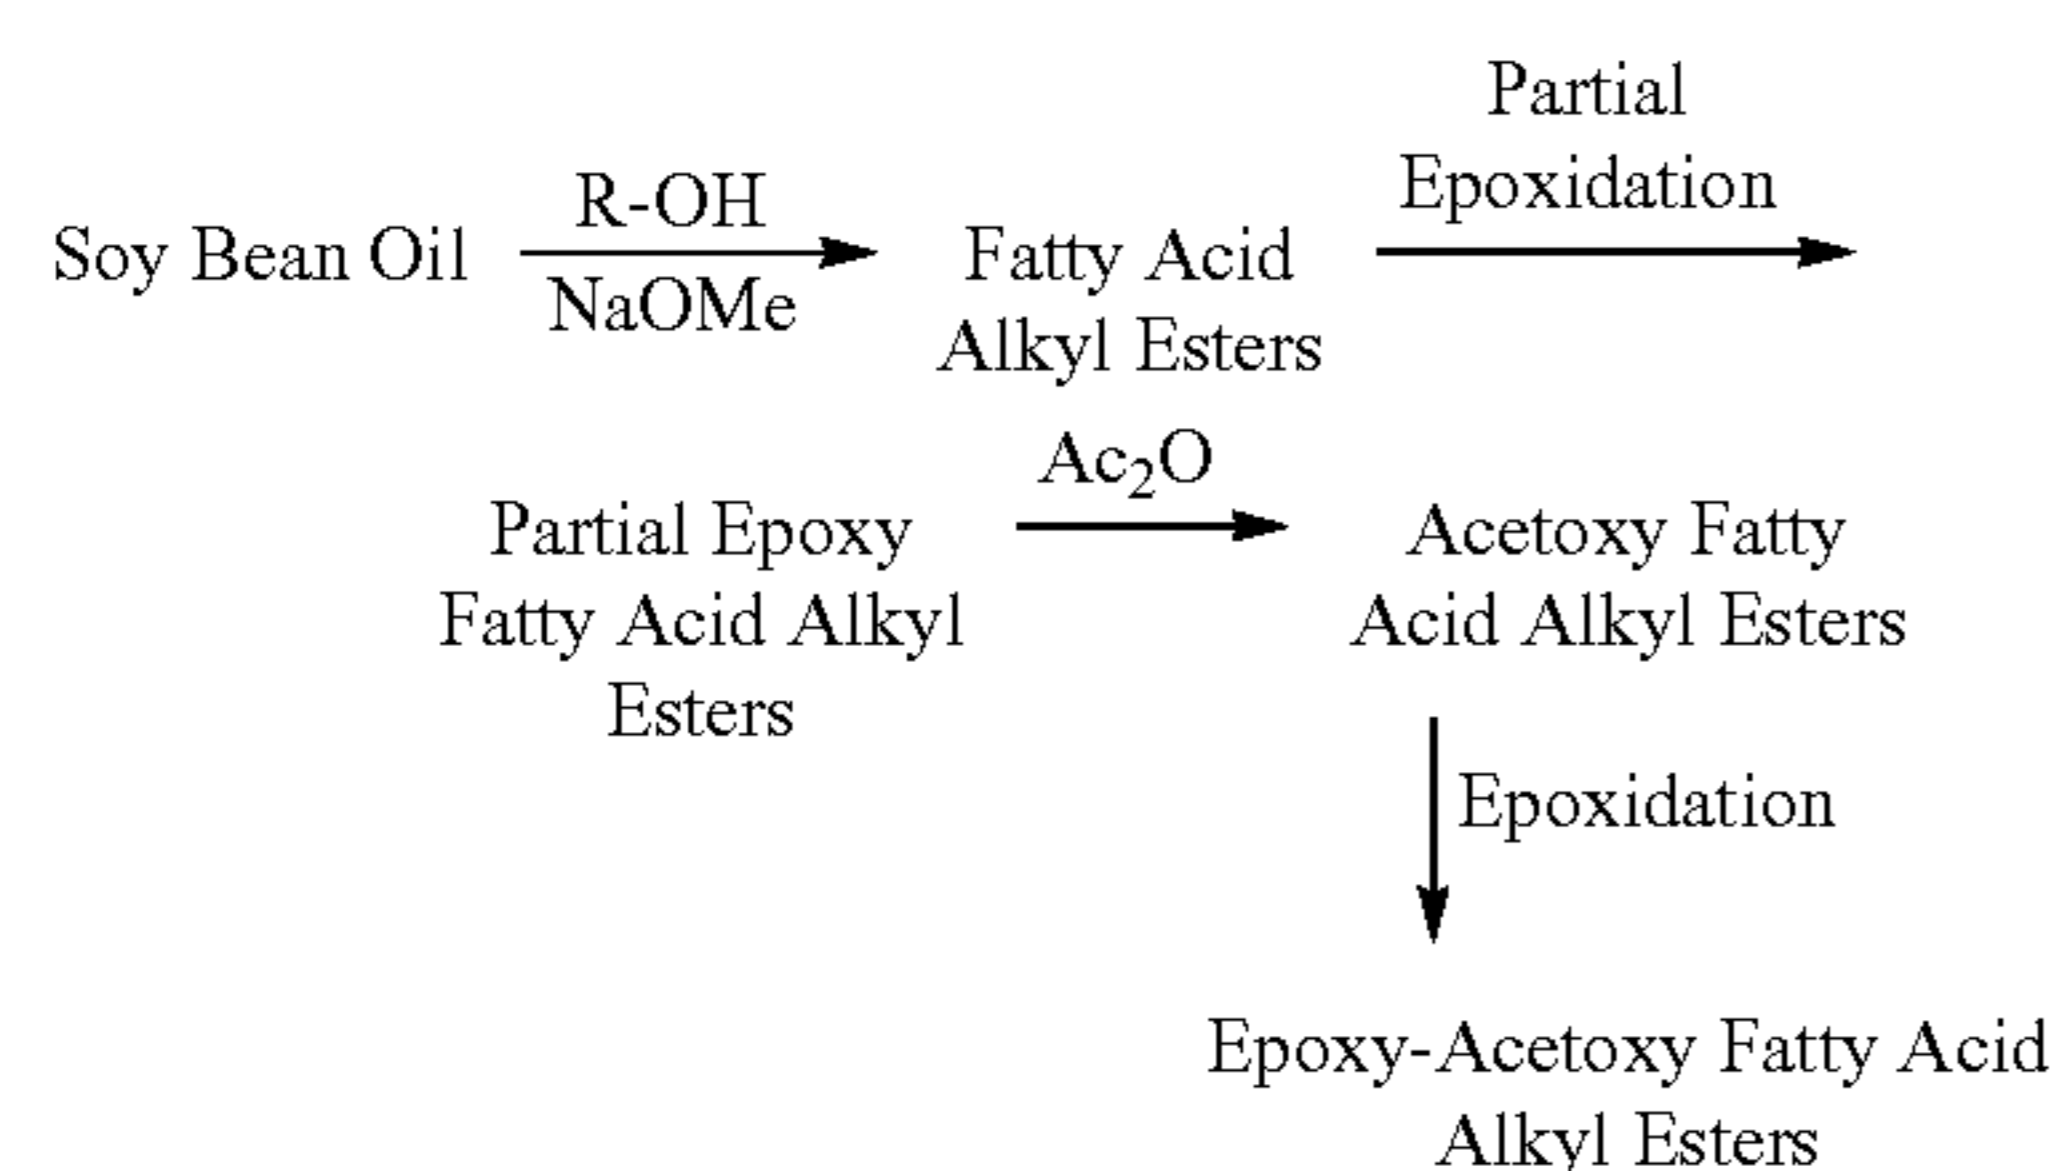 Soy Bean Oil
R-OH
NaOMe
Fatty Acid
Alkyl Esters
Partial
Epoxidation
Partial Epoxy
Fatty Acid Alkyl
Esters
Ac₂O
Acetoxy Fatty
Acid Alkyl Esters
Epoxidation
Epoxy-Acetoxy Fatty Acid
Alkyl Esters